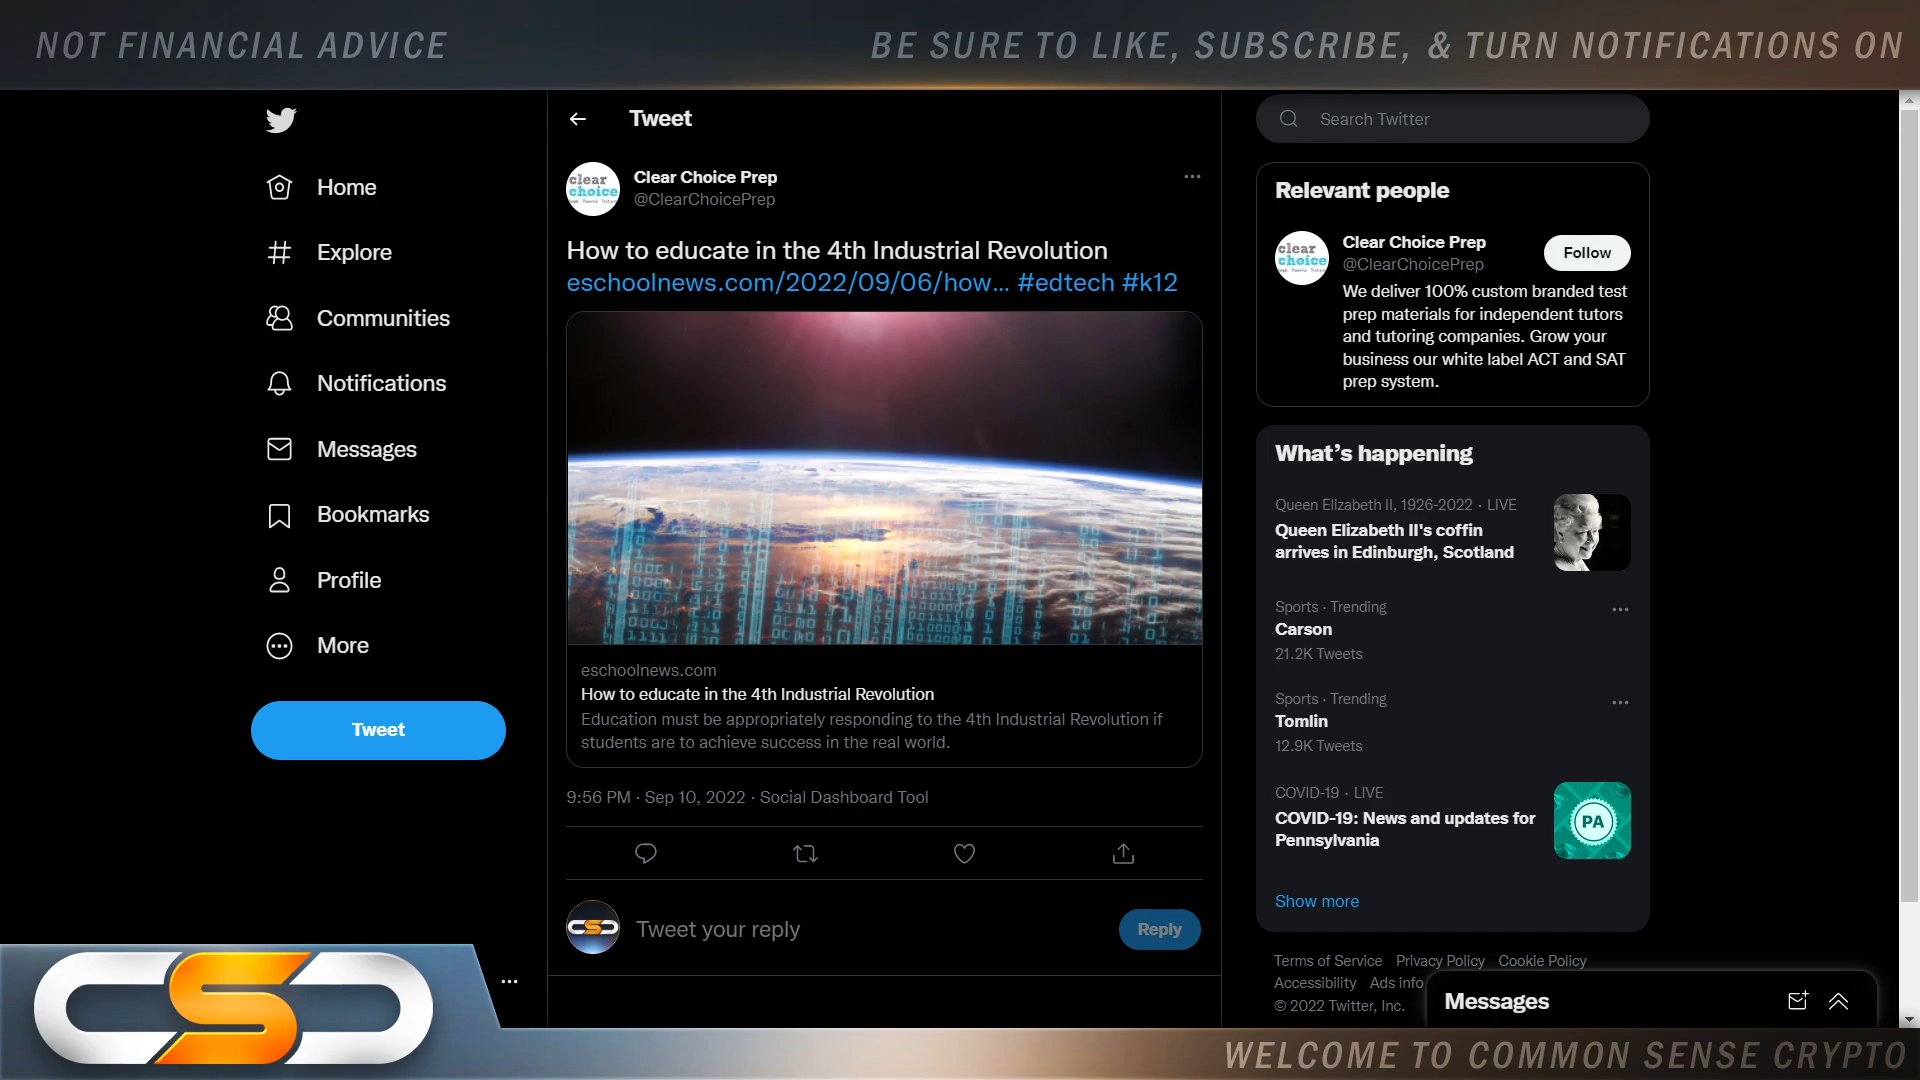 NOT FINANCIAL ADVICE
BE SURE TO LIKE, SUBSCRIBE, & TURN NOTIFICATIONS ON
Home
Explore
Communities
Notifications
Messages
Bookmarks
Profile
More
Tweet
Tweet
clear
choice
Clear Choice Prep
@ClearChoicePrep
How to educate in the 4th Industrial Revolution
eschoolnews.com/2022/09/06/how… #edtech #k12
eschoolnews.com
How to educate in the 4th Industrial Revolution
Education must be appropriately responding to the 4th Industrial Revolution if
students are to achieve success in the real world.
9:56 PM · Sep 10, 2022 · Social Dashboard Tool
CSC
Tweet your reply
Reply
Search Twitter
Relevant people
clear
choice
Clear Choice Prep
@ClearChoicePrep
Follow
We deliver 100% custom branded test
prep materials for independent tutors
and tutoring companies. Grow your
business our white label ACT and SAT
prep system.
What’s happening
Queen Elizabeth II, 1926-2022 · LIVE
Queen Elizabeth II's coffin
arrives in Edinburgh, Scotland
Sports · Trending
Carson
21.2K Tweets
Sports · Trending
Tomlin
12.9K Tweets
COVID-19 · LIVE
COVID-19: News and updates for
Pennsylvania
PA
Show more
Terms of Service Privacy Policy Cookie Policy
Accessibility Ads info
© 2022 Twitter, Inc.
Messages
CSC
WELCOME TO COMMON SENSE CRYPTO